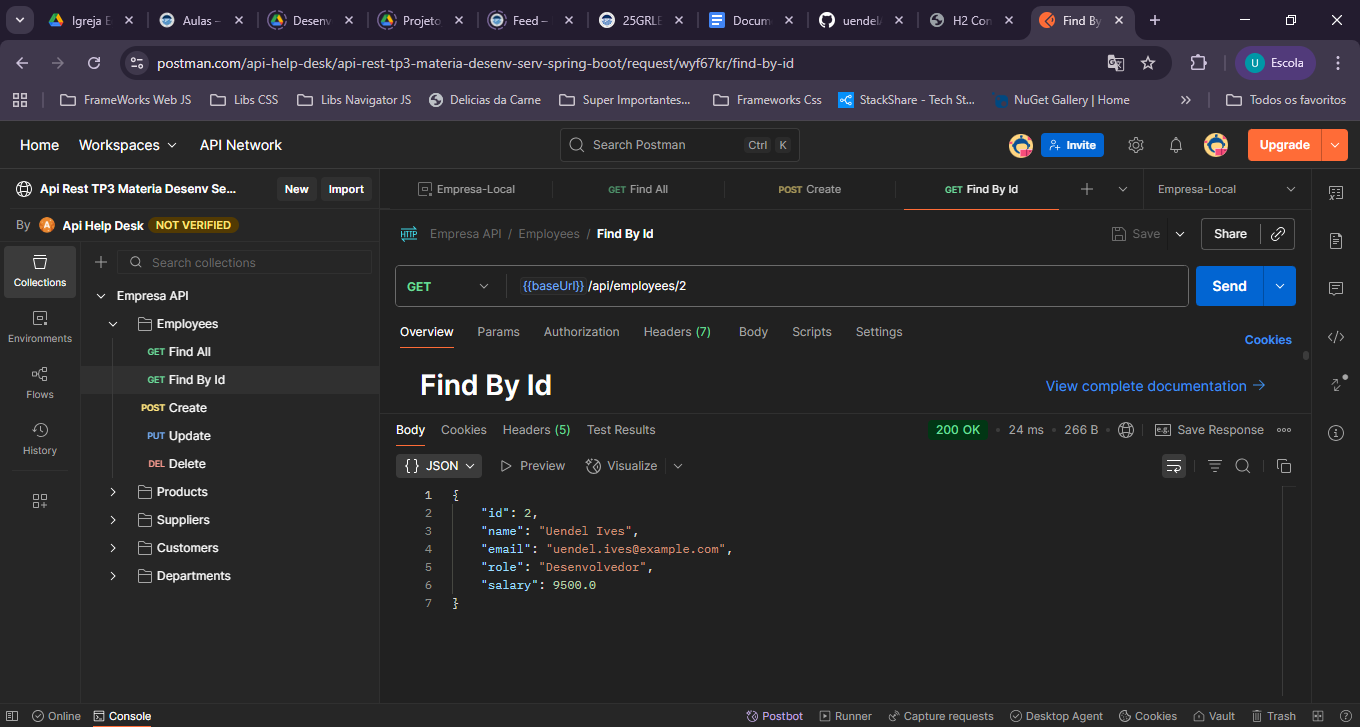 Igreja E
Aulas –
Desenv
Projeto
Feed –
25GRLE
Docum
uendel
H2 Con
Find By
postman.com/api-help-desk/api-rest-tp3-materia-desenv-serv-spring-boot/request/wyf67kr/find-by-id
U Escola
FrameWorks Web JS
Libs CSS
Libs Navigator JS
Delicias da Carne
Super Importantes...
Frameworks Css
StackShare - Tech St...
NuGet Gallery | Home
Todos os favoritos
Home
Workspaces
API Network
Search Postman
Ctrl K
Invite
Upgrade
Api Rest TP3 Materia Desenv Se...
New
Import
Empresa-Local
GET Find All
POST Create
GET Find By Id
Empresa-Local
By A Api Help Desk NOT VERIFIED
HTTP
Empresa API / Employees / Find By Id
Save
Share
Collections
Environments
Flows
History
Search collections
Empresa API
Employees
GET Find All
GET Find By Id
POST Create
PUT Update
DEL Delete
Products
Suppliers
Customers
Departments
GET
{{baseUrl}} /api/employees/2
Send
Overview
Params
Authorization
Headers (7)
Body
Scripts
Settings
Cookies
Find By Id
View complete documentation
Body
Cookies
Headers (5)
Test Results
200 OK • 24 ms • 266 B
e.g. Save Response
{} JSON
Preview
Visualize
1 {
2 "id": 2,
3 "name": "Uendel Ives",
4 "email": "uendel.ives@example.com",
5 "role": "Desenvolvedor",
6 "salary": 9500.0
7 }
Online
Console
Postbot
Runner
Capture requests
Desktop Agent
Cookies
Vault
Trash